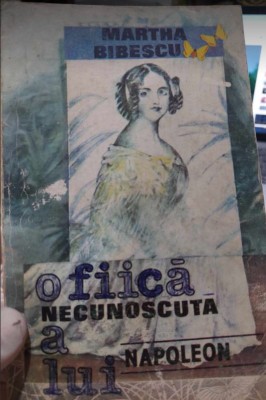 MARTHA
BIBESCU
o fiică
NECUNOSCUTA
a
lui
NAPOLEON